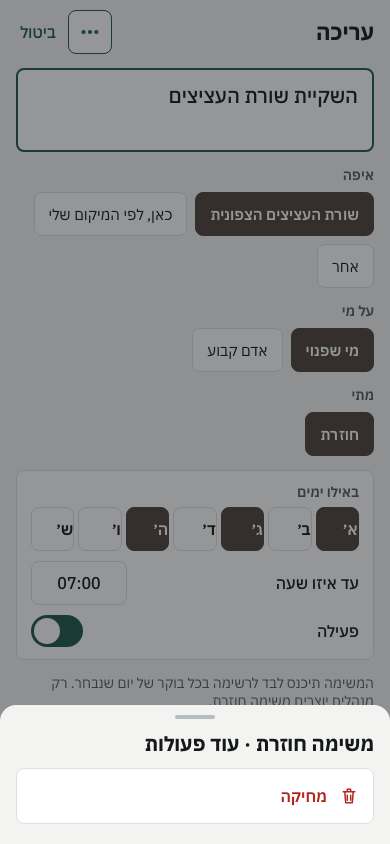 עריכה
ביטול
השקיית שורת העציצים
איפה
שורת העציצים הצפונית
כאן, לפי המיקום שלי
אחר
על מי
מי שפנוי
אדם קבוע
מתי
חוזרת
באילו ימים
א׳ ב׳ ג׳ ד׳ ה׳ ו׳ ש׳
עד איזו שעה
07:00
פעילה
המשימה תיכנס לבד לרשימה בכל בוקר של יום שנבחר. רק
מנהלים יוצרים משימה חוזרת
משימה חוזרת · עוד פעולות
מחיקה